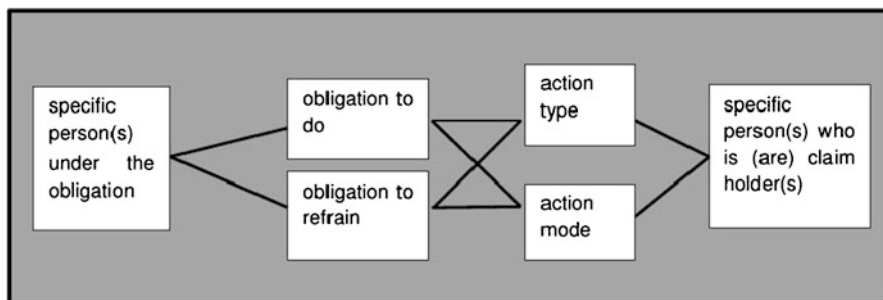 specific
person(s)
under the
obligation
obligation to
do
obligation to
refrain
action
type
action
mode
specific
person(s) who
is (are) claim
holder(s)